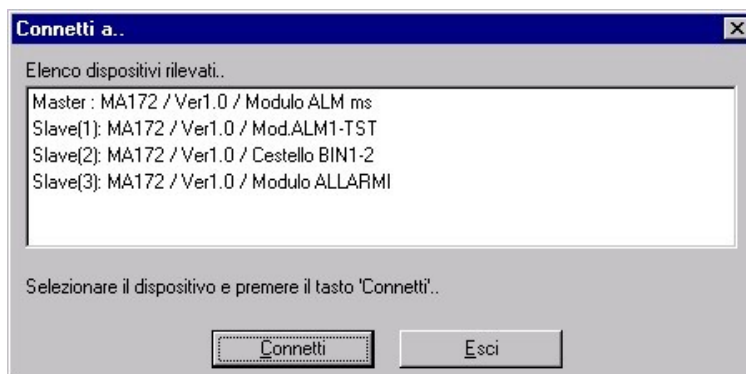 Connetti a..
Elenco dispositivi rilevati..
Master : MA172 / Ver1.0 / Modulo ALM ms
Slave(1): MA172 / Ver1.0 / Mod.ALM1-TST
Slave(2): MA172 / Ver1.0 / Cestello BIN1-2
Slave(3): MA172 / Ver1.0 / Modulo ALLARMI
Selezionare il dispositivo e premere il tasto 'Connetti'..
Connetti
Esci